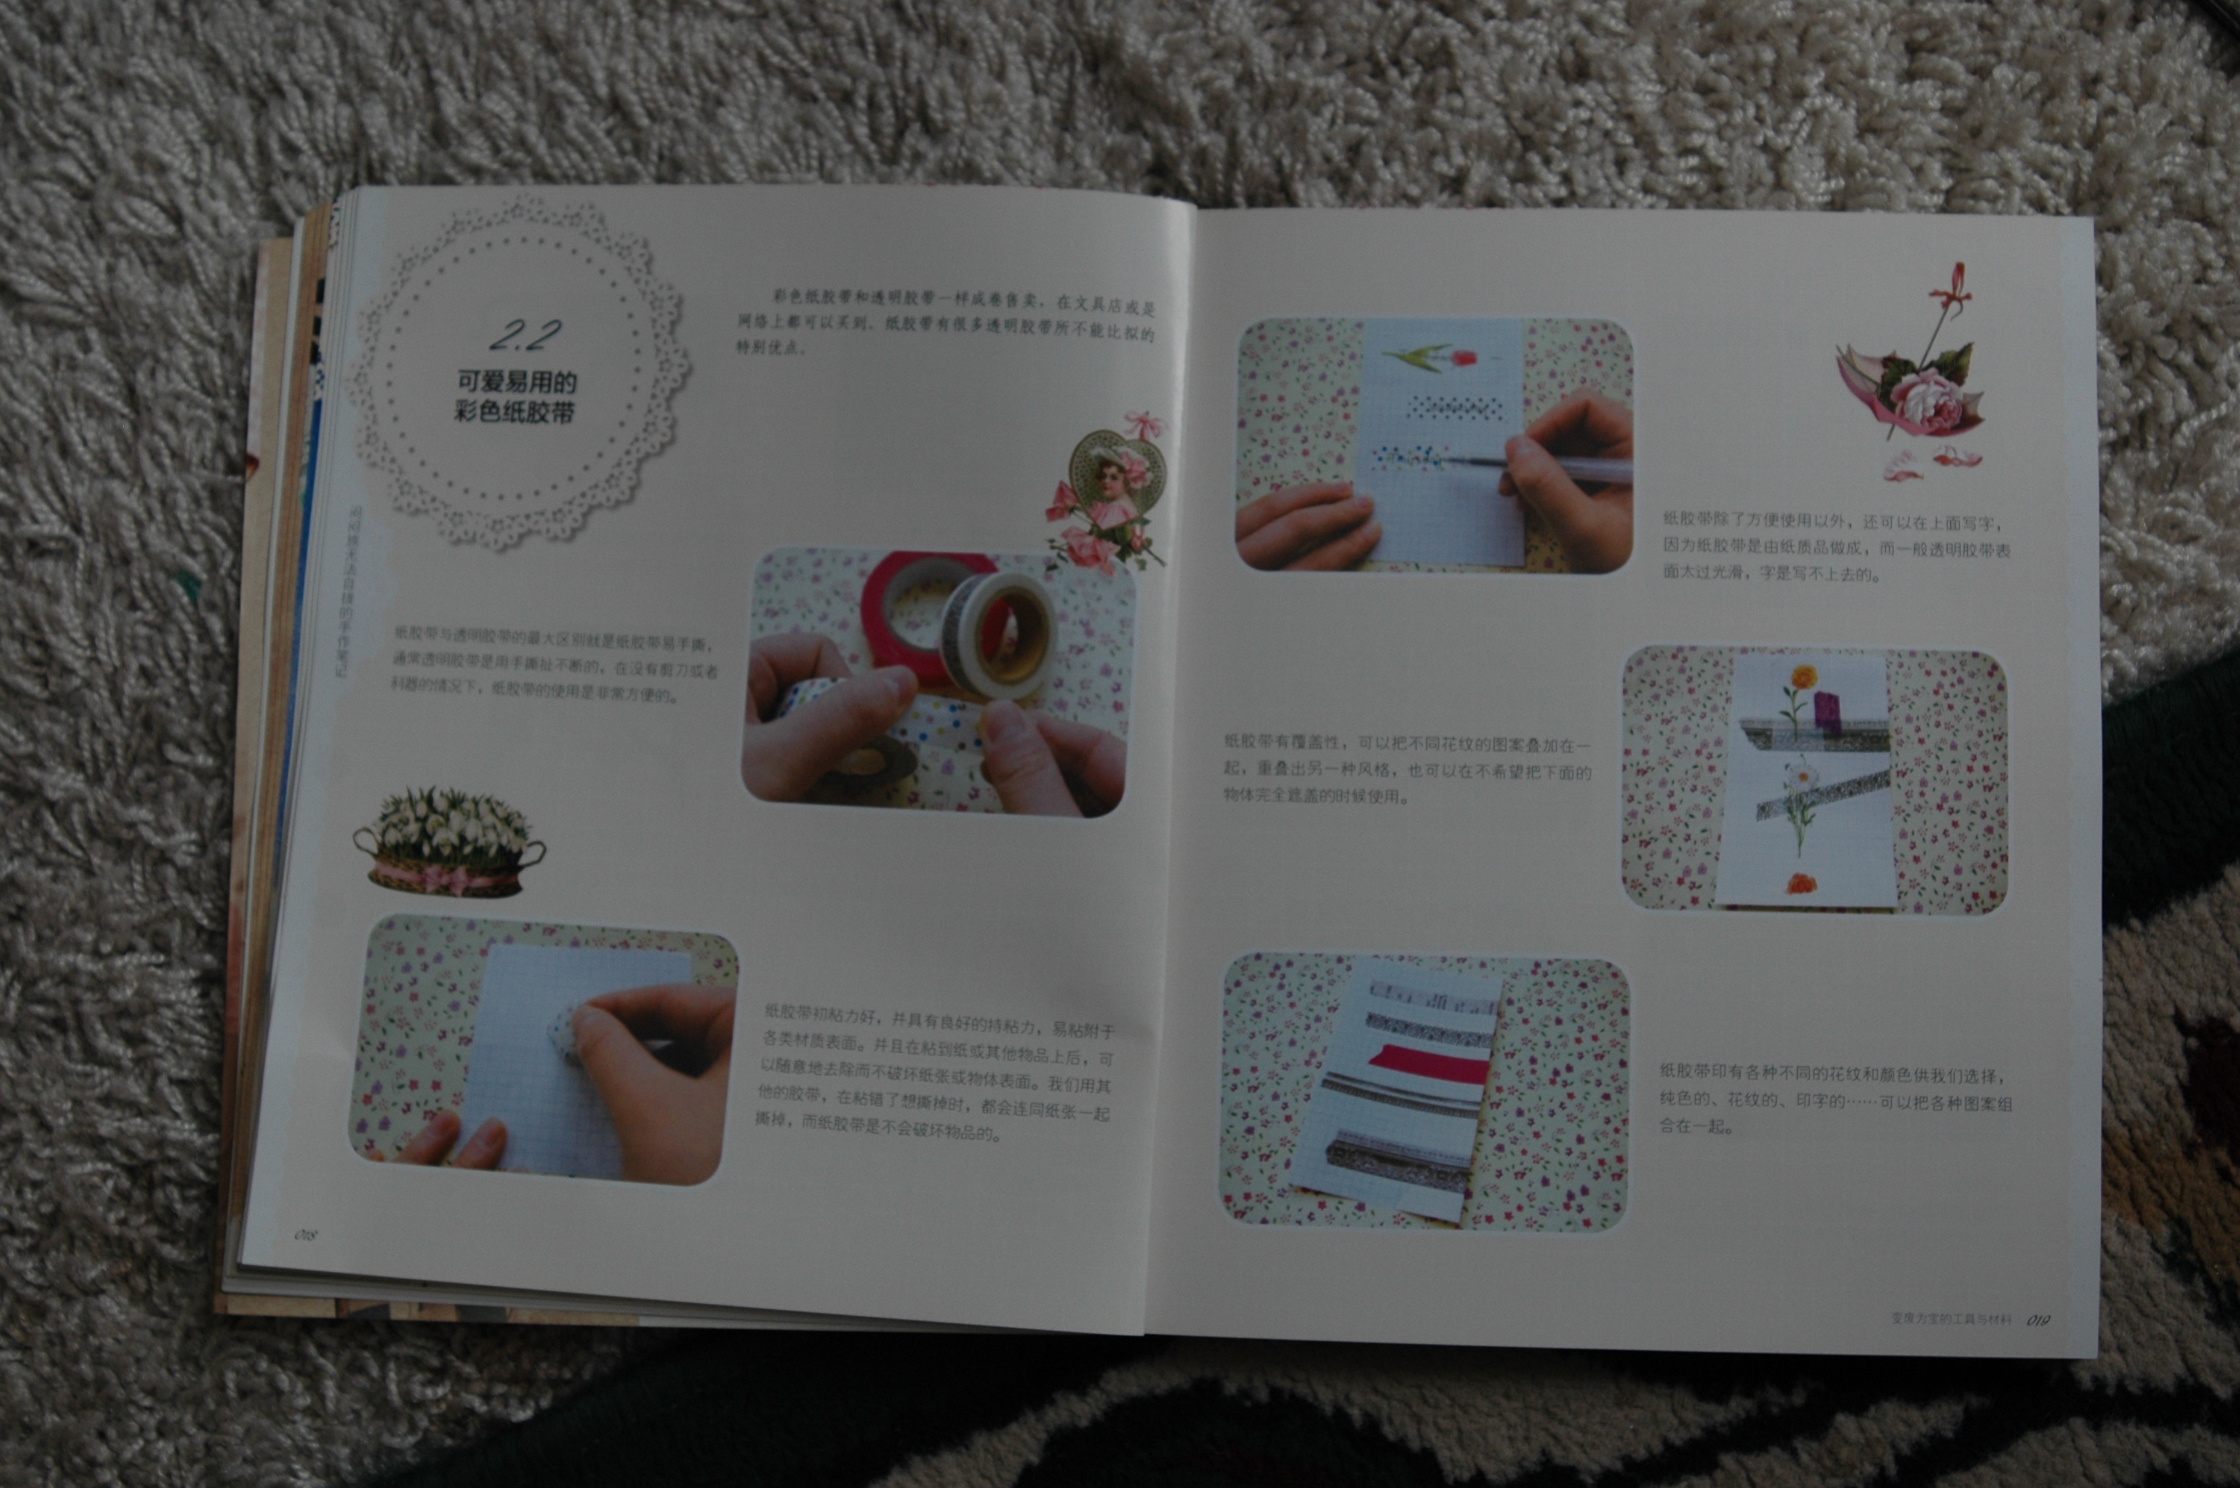 2.2
可爱易用的
彩色纸胶带
彩色纸胶带和透明胶带一样成卷售卖，在文具店或是
网络上都可以买到。纸胶带有很多透明胶带所不能比拟的
特别优点。
纸胶带与透明胶带的最大区别就是纸胶带易手撕，
通常透明胶带是用手撕扯不断的，在没有剪刀或者
利器的情况下，纸胶带的使用是非常方便的。
纸胶带初粘力好，并具有良好的持粘力，易粘附于
各类材质表面。并且在粘到纸或其他物品上后，可
以随意地去除而不破坏纸张或物体表面。我们用其
他的胶带，在粘错了想撕掉时，都会连同纸张一起
撕掉，而纸胶带是不会破坏物品的。
手作笔记
018
纸胶带除了方便使用以外，还可以在上面写字，
因为纸胶带是由纸质品做成，而一般透明胶带表
面太过光滑，字是写不上去的。
纸胶带有覆盖性，可以把不同花纹的图案叠加在一
起，重叠出另一种风格，也可以在不希望把下面的
物体完全遮盖的时候使用。
纸胶带印有各种不同的花纹和颜色供我们选择，
纯色的、花纹的、印字的……可以把各种图案组
合在一起。
变废为宝的工具与材料
019